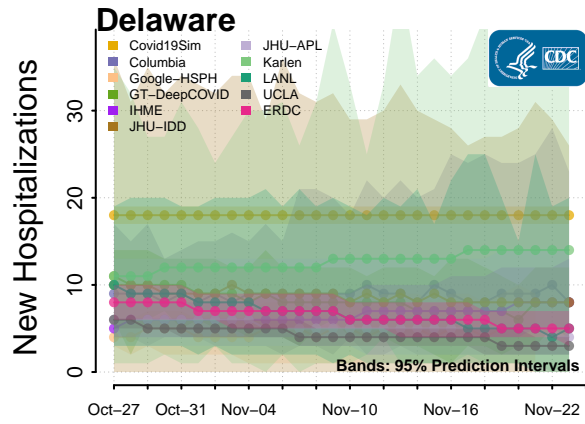 Delaware
Covid19Sim
Columbia
Google−HSPH
GT−DeepCOVID
IHME
JHU−IDD
JHU−APL
Karlen
LANL
UCLA
ERDC
CDC
New Hospitalizations
30
20
10
0
Bands: 95% Prediction Intervals
Oct−27 Oct−31 Nov−04 Nov−10 Nov−16 Nov−22